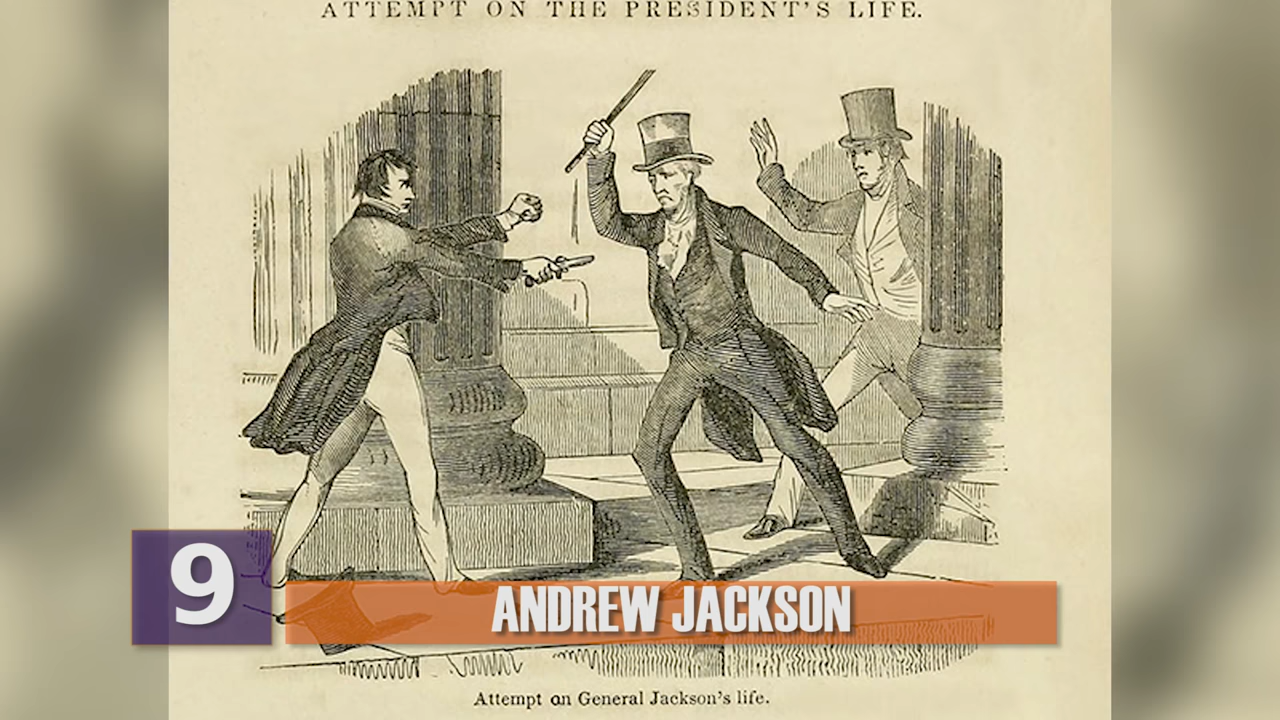 ATTEMPT ON THE PRESIDENT'S LIFE.
9
ANDREW JACKSON
Attempt on General Jackson's life.